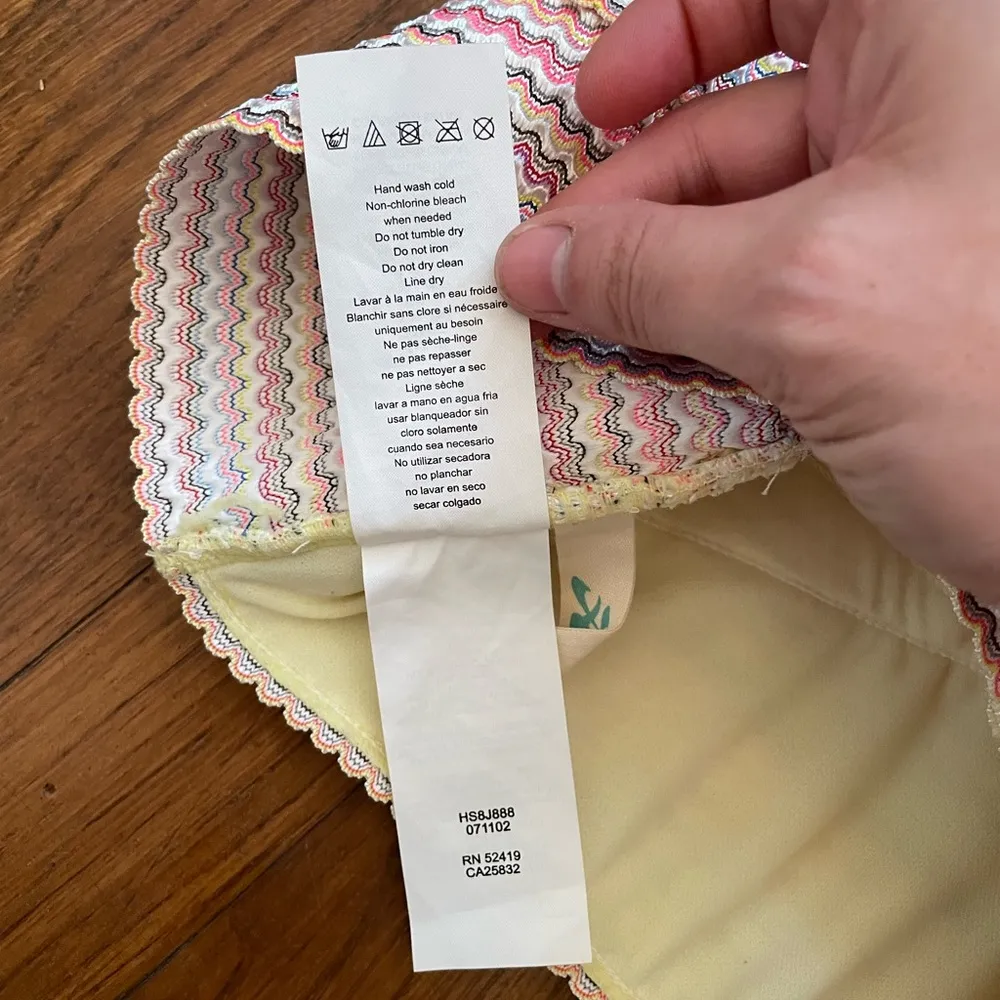 Hand wash cold
Non-chlorine bleach
when needed
Do not tumble dry
Do not iron
Do not dry clean
Line dry
Lavar à la main en eau froide
Blanchir sans clore si nécessaire
uniquement au besoin
Ne pas sèche-linge
ne pas repasser
ne pas nettoyer a sec
Ligne sèche
lavar a mano en agua fria
usar blanqueador sin
cloro solamente
cuando sea necesario
No utilizar secadora
no planchar
no lavar en seco
secar colgado
HS8J888
071102
RN 52419
CA25832